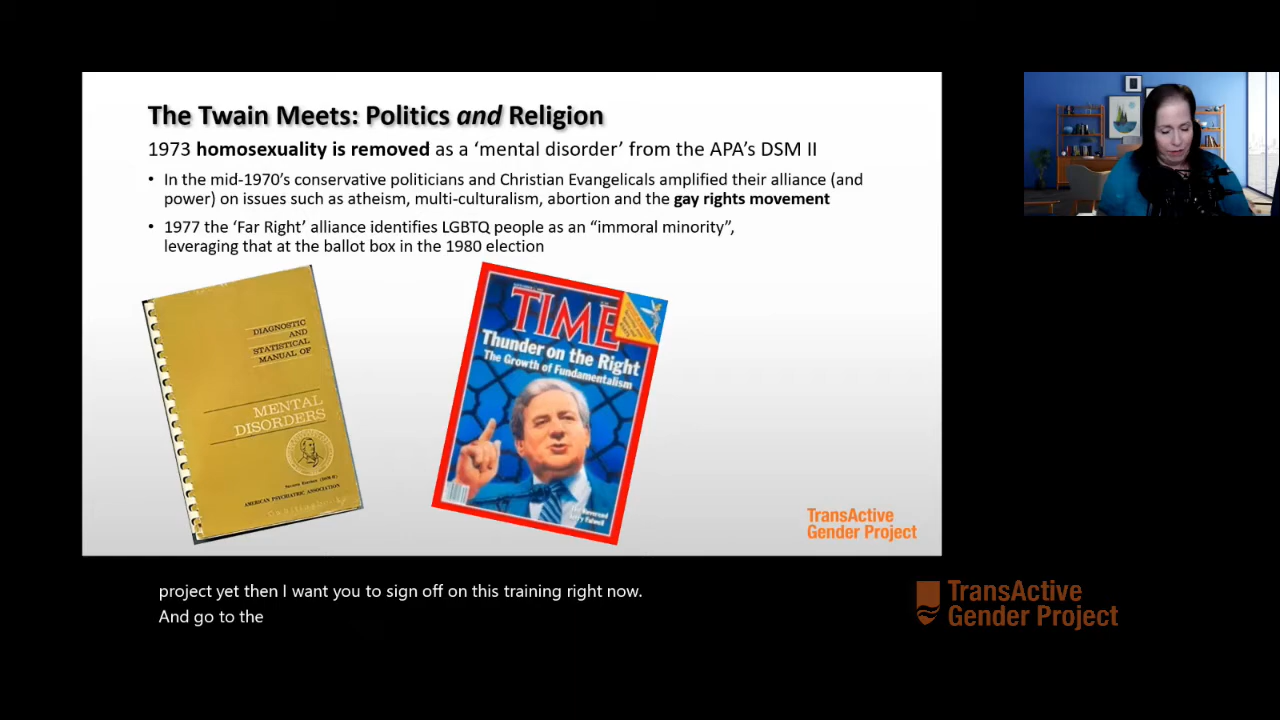 The Twain Meets: Politics and Religion
1973 homosexuality is removed as a ‘mental disorder’ from the APA’s DSM II
• In the mid-1970’s conservative politicians and Christian Evangelicals amplified their alliance (and
power) on issues such as atheism, multi-culturalism, abortion and the gay rights movement
• 1977 the ‘Far Right’ alliance identifies LGBTQ people as an “immoral minority”,
leveraging that at the ballot box in the 1980 election
DIAGNOSTIC
AND
STATISTICAL
MANUAL OF
MENTAL
DISORDERS
AMERICAN PSYCHIATRIC ASSOCIATION
TIME
Thunder on the Right
The Growth of Fundamentalism
The Reverend
Jerry Falwell
TransActive
Gender Project
project yet then I want you to sign off on this training right now.
And go to the
TransActive
Gender Project